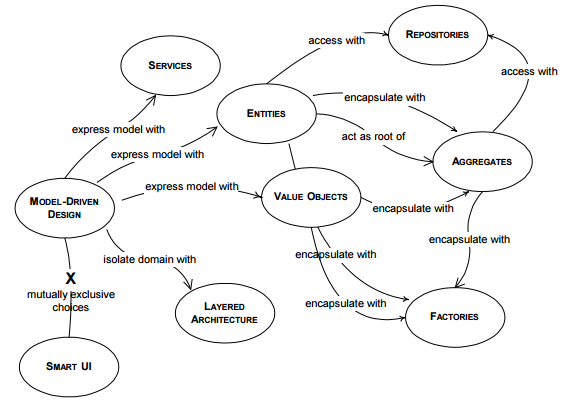 REPOSITORIES
access with
SERVICES
access with
encapsulate with
ENTITIES
express model with
act as root of
express model with
AGGREGATES
express model with
MODEL-DRIVEN
DESIGN
VALUE OBJECTS
encapsulate with
encapsulate with
encapsulate with
isolate domain with
X
mutually exclusive
choices
encapsulate with
LAYERED
ARCHITECTURE
FACTORIES
SMART UI